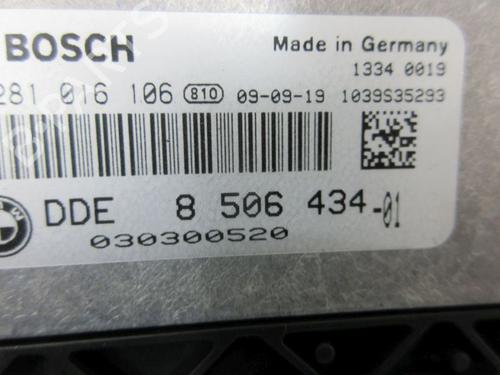 BOSCH
Made in Germany
1334 0019
281 016 106 810 09-09-19 1039S35293
DDE 8 506 434-01
030300520